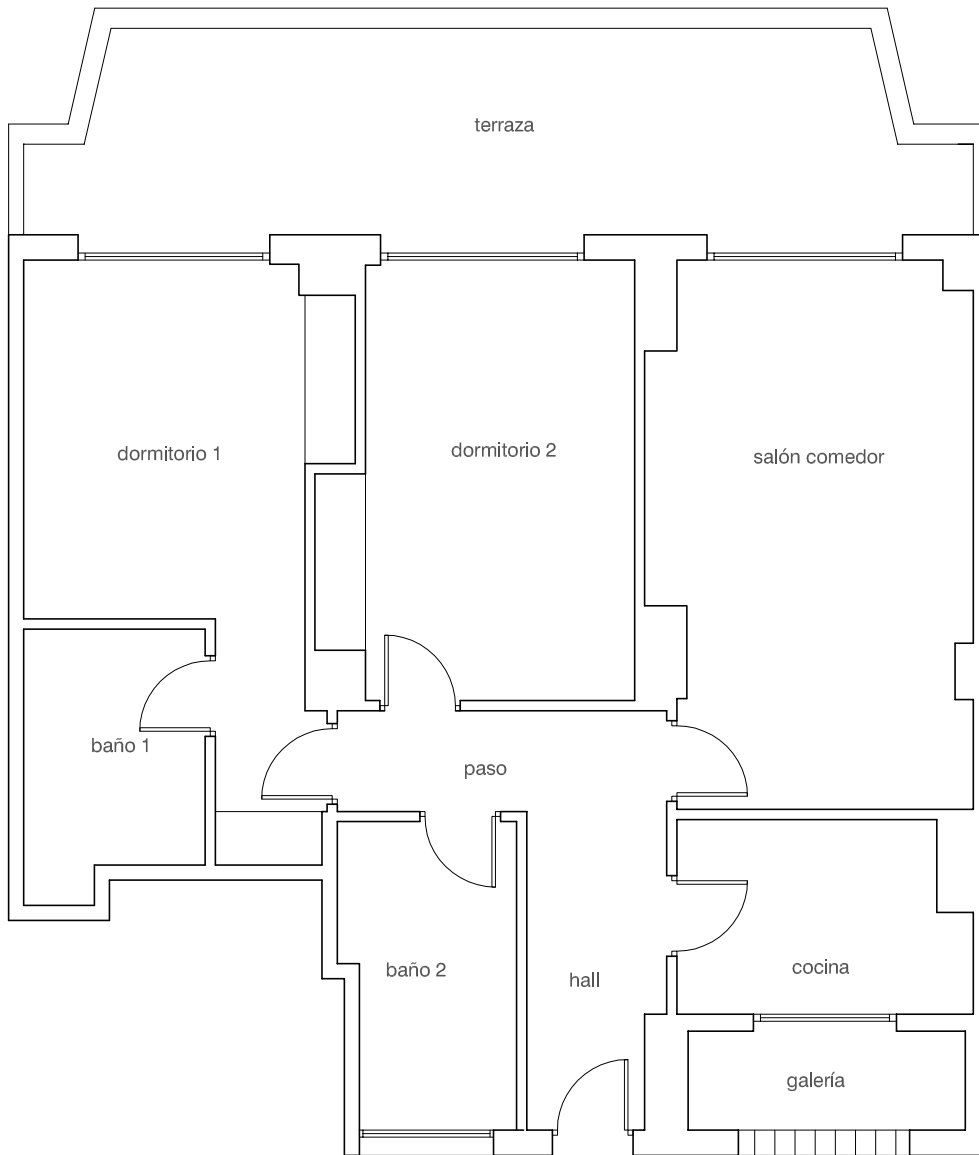 terraza
dormitorio 1
dormitorio 2
salón comedor
baño 1
paso
baño 2
hall
cocina
galería